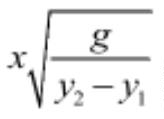 x√(g/(y₂ − y₁))